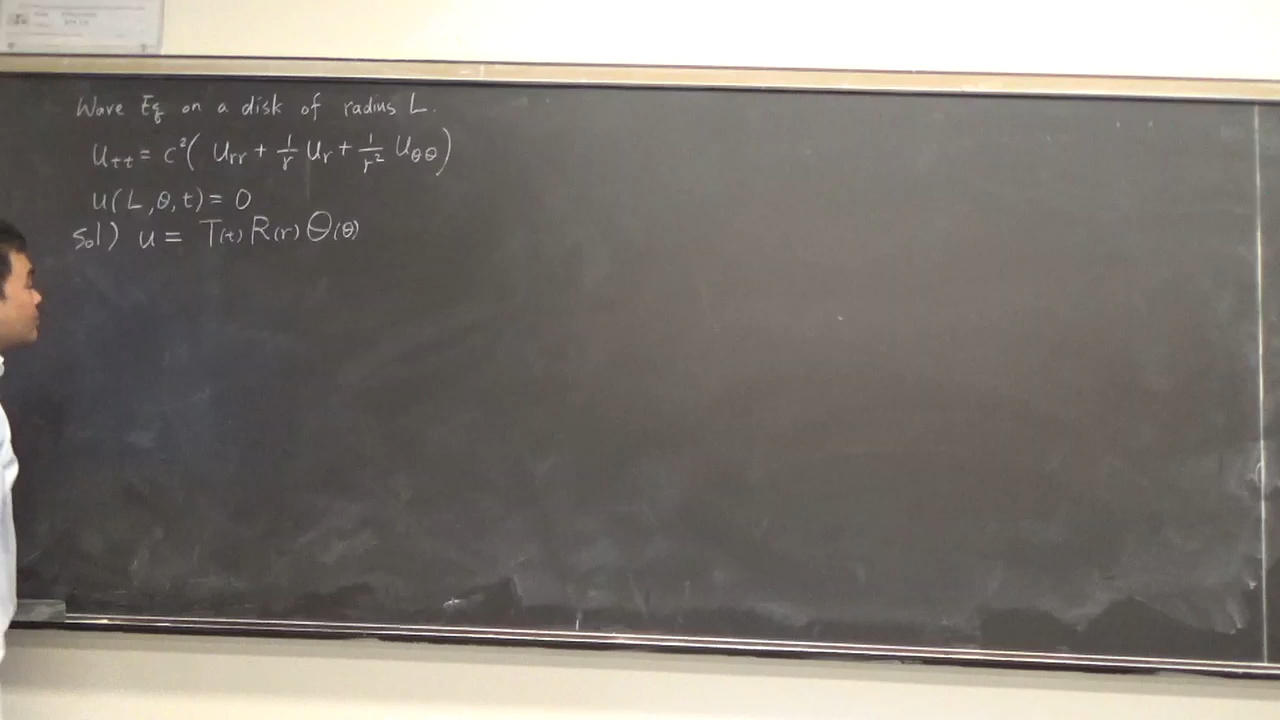 Wave Eq on a disk of radius L.
u_tt = c²( u_rr + 1/r u_r + 1/r² u_θθ )
u(L,θ,t) = 0
sol) u = T(t) R(r) Θ(θ)